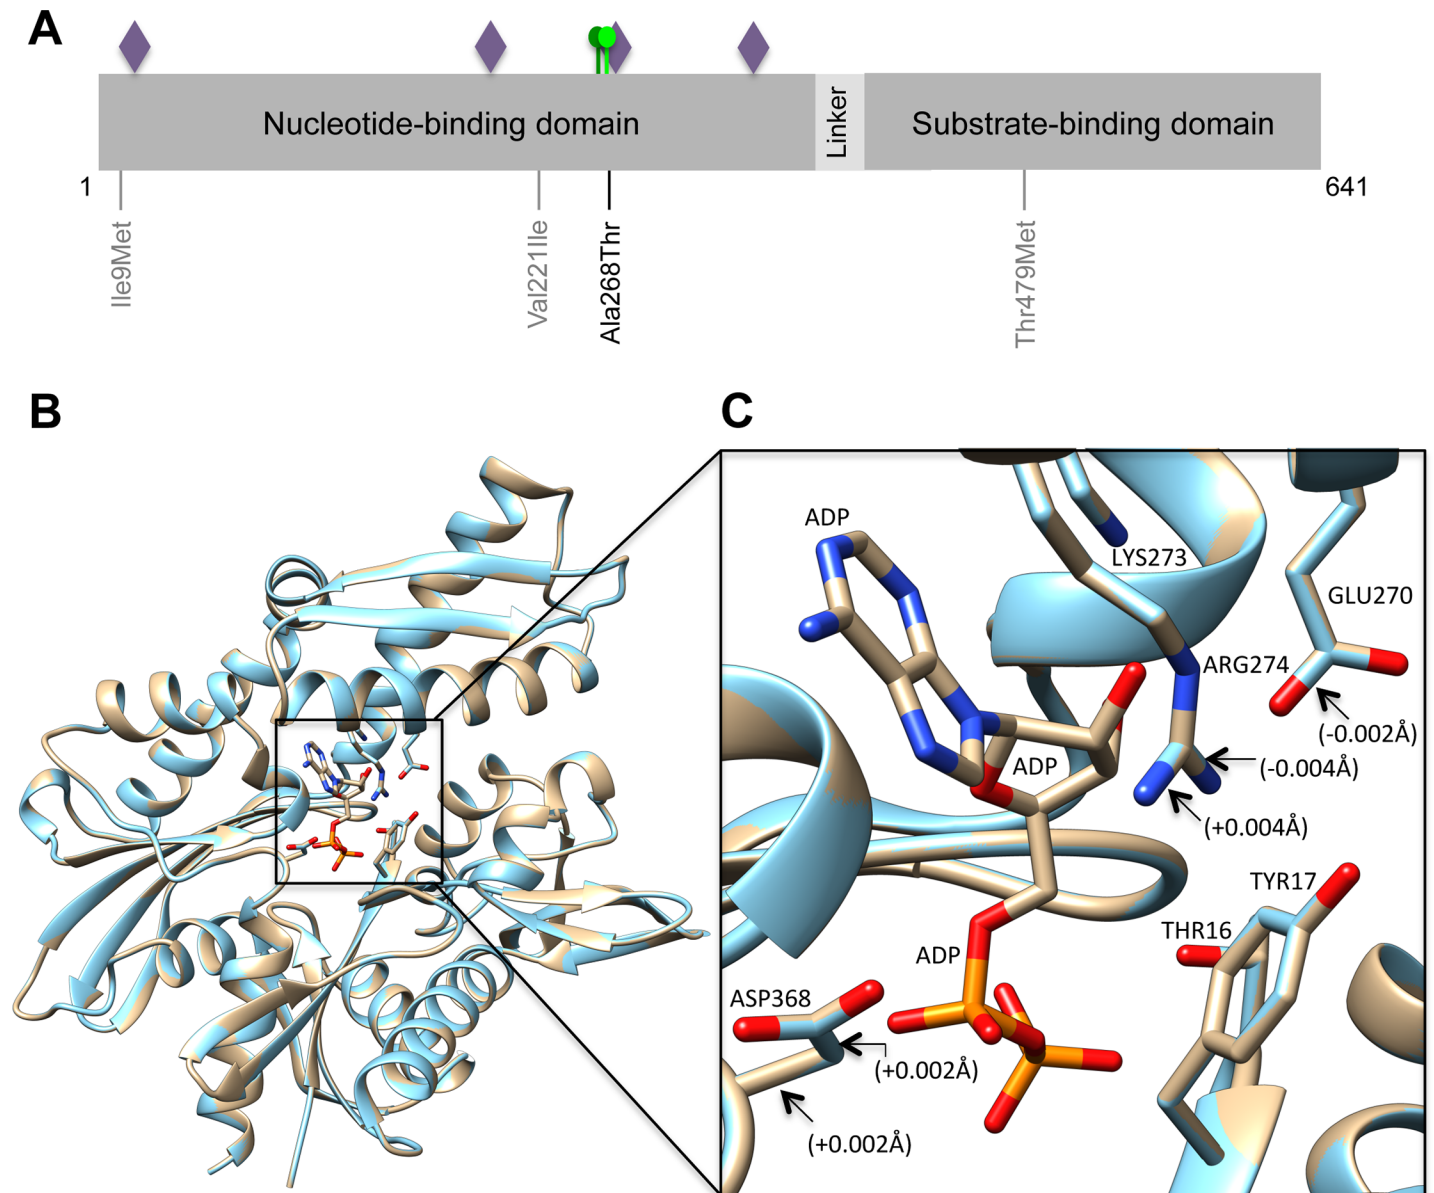 A
Nucleotide-binding domain
Linker
Substrate-binding domain
1
641
Ile9Met
Val221Ile
Ala268Thr
Thr479Met
B
C
ADP
LYS273
GLU270
ARG274
(-0.002Å)
ADP
(-0.004Å)
(+0.004Å)
TYR17
THR16
ADP
ASP368
(+0.002Å)
(+0.002Å)